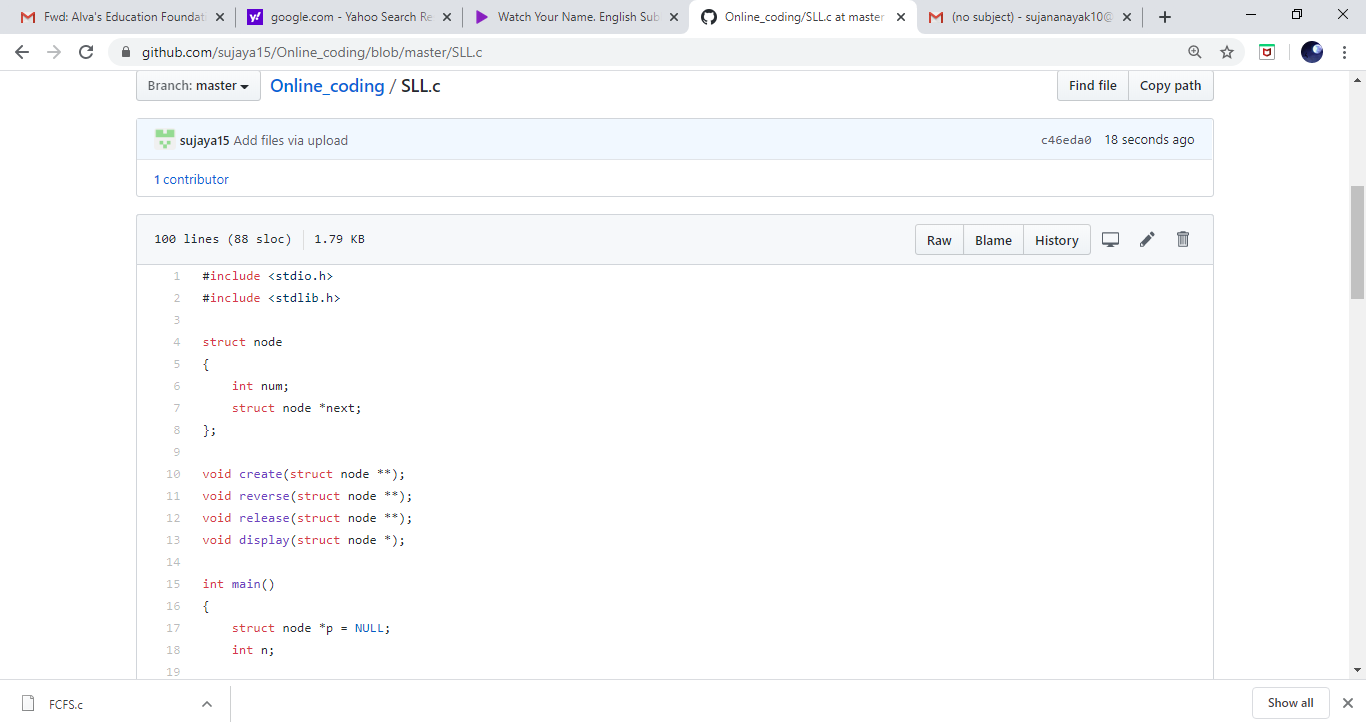 Fwd: Alva's Education Foundati
google.com - Yahoo Search Re
Watch Your Name. English Sub
Online_coding/SLL.c at master
(no subject) - sujananayak10@
github.com/sujaya15/Online_coding/blob/master/SLL.c
Branch: master
Online_coding / SLL.c
Find file
Copy path
sujaya15 Add files via upload
c46eda0 18 seconds ago
1 contributor
100 lines (88 sloc) 1.79 KB
Raw
Blame
History
1 #include <stdio.h>
2 #include <stdlib.h>
3
4 struct node
5 {
6 int num;
7 struct node *next;
8 };
9
10 void create(struct node **);
11 void reverse(struct node **);
12 void release(struct node **);
13 void display(struct node *);
14
15 int main()
16 {
17 struct node *p = NULL;
18 int n;
19
FCFS.c
Show all